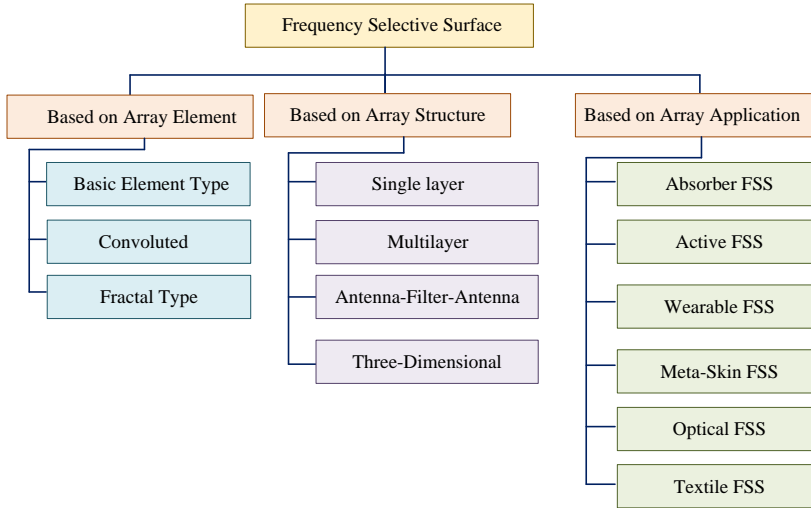 Frequency Selective Surface
Based on Array Element
Basic Element Type
Convoluted
Fractal Type
Based on Array Structure
Single layer
Multilayer
Antenna-Filter-Antenna
Three-Dimensional
Based on Array Application
Absorber FSS
Active FSS
Wearable FSS
Meta-Skin FSS
Optical FSS
Textile FSS